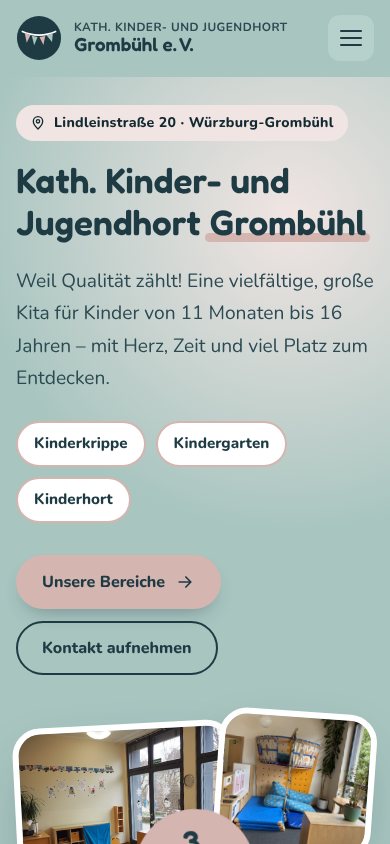 KATH. KINDER- UND JUGENDHORT
Grombühl e. V.
Lindleinstraße 20 · Würzburg-Grombühl
Kath. Kinder- und
Jugendhort Grombühl
Weil Qualität zählt! Eine vielfältige, große
Kita für Kinder von 11 Monaten bis 16
Jahren – mit Herz, Zeit und viel Platz zum
Entdecken.
Kinderkrippe
Kindergarten
Kinderhort
Unsere Bereiche →
Kontakt aufnehmen
3